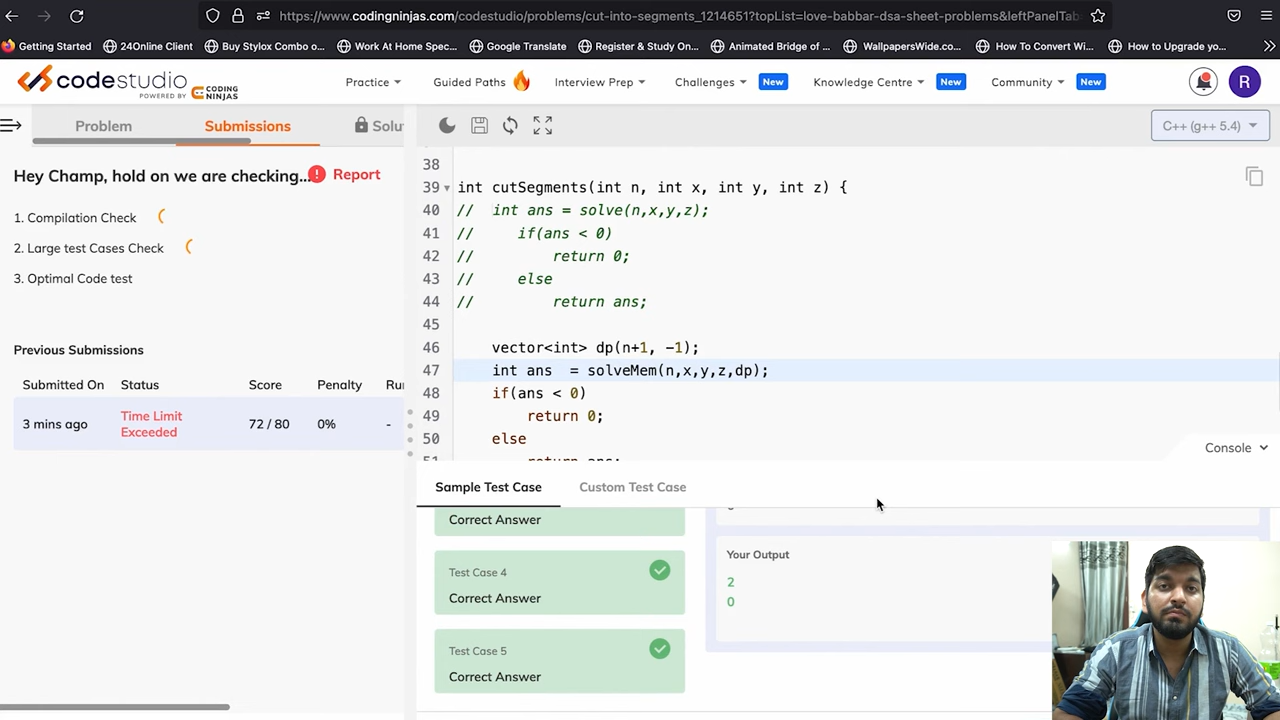 https://www.codingninjas.com/codestudio/problems/cut-into-segments_1214651?topList=love-babbar-dsa-sheet-problems&leftPanelTab
Getting Started
24Online Client
Buy Stylox Combo o...
Work At Home Spec...
Google Translate
Register & Study On...
Animated Bridge of ...
WallpapersWide.co...
How To Convert Wi...
How to Upgrade yo...
codestudio
POWERED BY CODING NINJAS
Practice
Guided Paths
Interview Prep
Challenges
New
Knowledge Centre
New
Community
New
R
Problem
Submissions
Solu
C++ (g++ 5.4)
Hey Champ, hold on we are checking...
Report
1. Compilation Check
2. Large test Cases Check
3. Optimal Code test
Previous Submissions
Submitted On Status Score Penalty Ru
3 mins ago Time Limit Exceeded 72 / 80 0% -
38
39 int cutSegments(int n, int x, int y, int z) {
40 // int ans = solve(n,x,y,z);
41 // if(ans < 0)
42 // return 0;
43 // else
44 // return ans;
45
46 vector<int> dp(n+1, -1);
47 int ans = solveMem(n,x,y,z,dp);
48 if(ans < 0)
49 return 0;
50 else
51 return ans;
Console
Sample Test Case
Custom Test Case
Correct Answer
Test Case 4
Correct Answer
Test Case 5
Correct Answer
Your Output
2
0